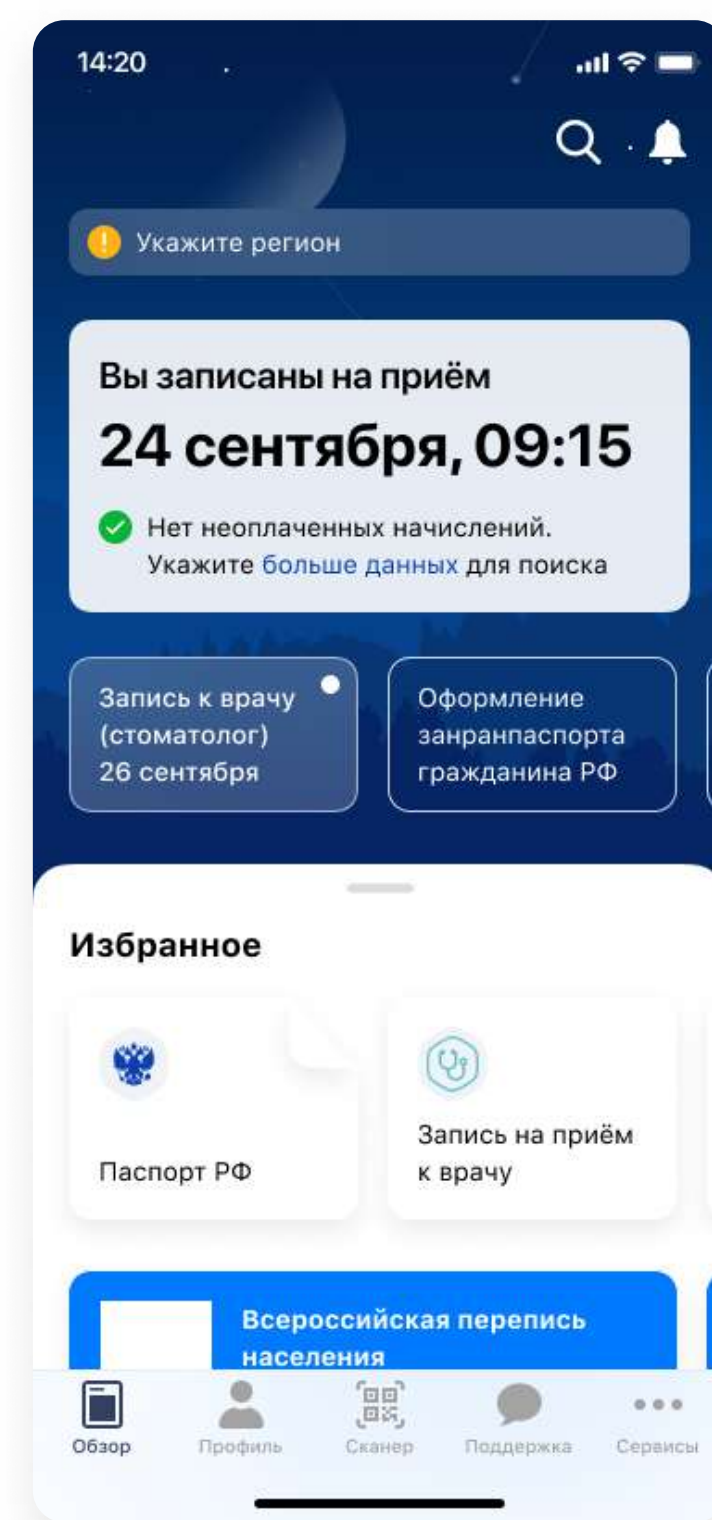 14:20
Укажите регион
Вы записаны на приём
24 сентября, 09:15
Нет неоплаченных начислений.
Укажите больше данных для поиска
Запись к врачу
(стоматолог)
26 сентября
Оформление
занранпаспорта
гражданина РФ
Избранное
Паспорт РФ
Запись на приём
к врачу
Всероссийская перепись
населения
Обзор
Профиль
Сканер
Поддержка
Сервисы